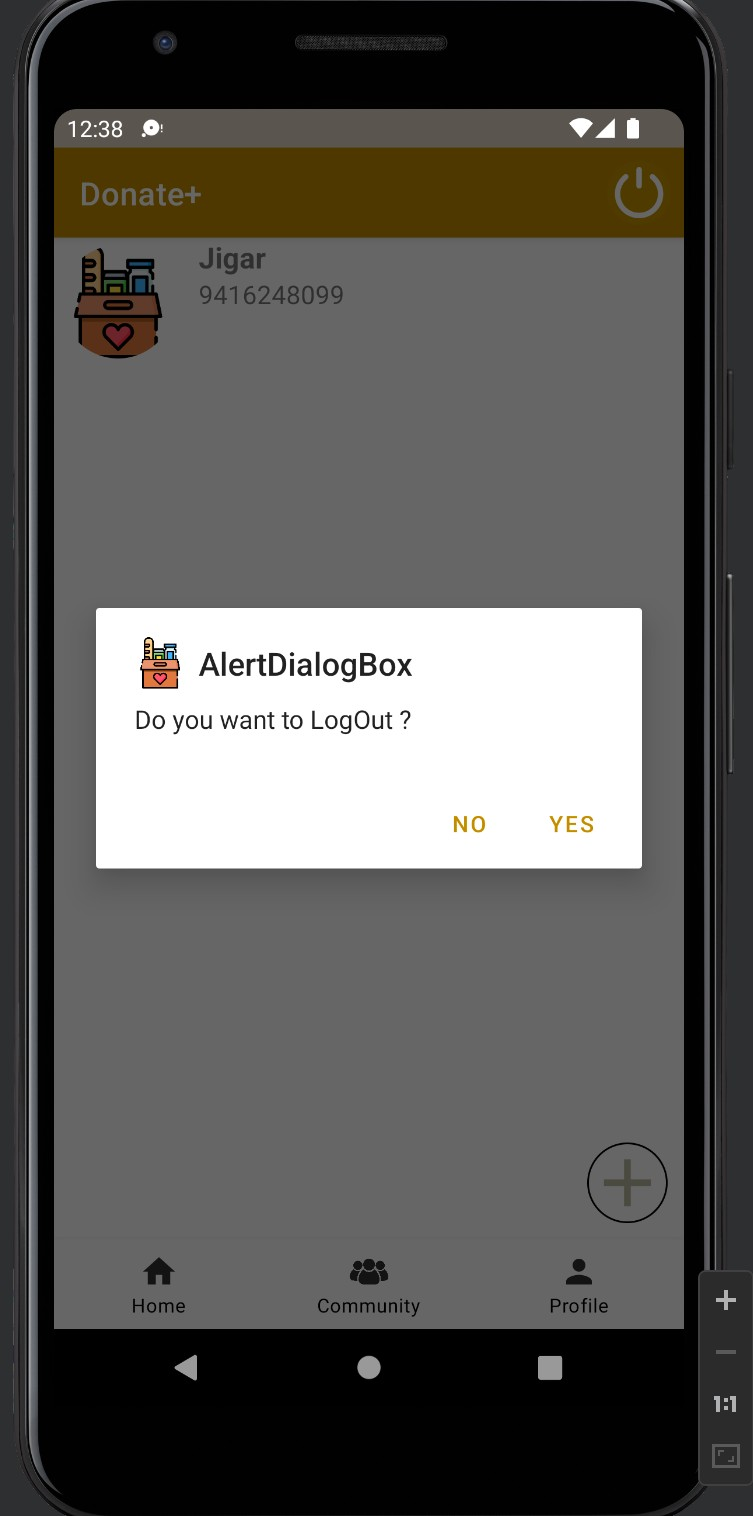 12:38
Donate+
Jigar
9416248099
AlertDialogBox
Do you want to LogOut ?
NO YES
Home Community Profile
1:1